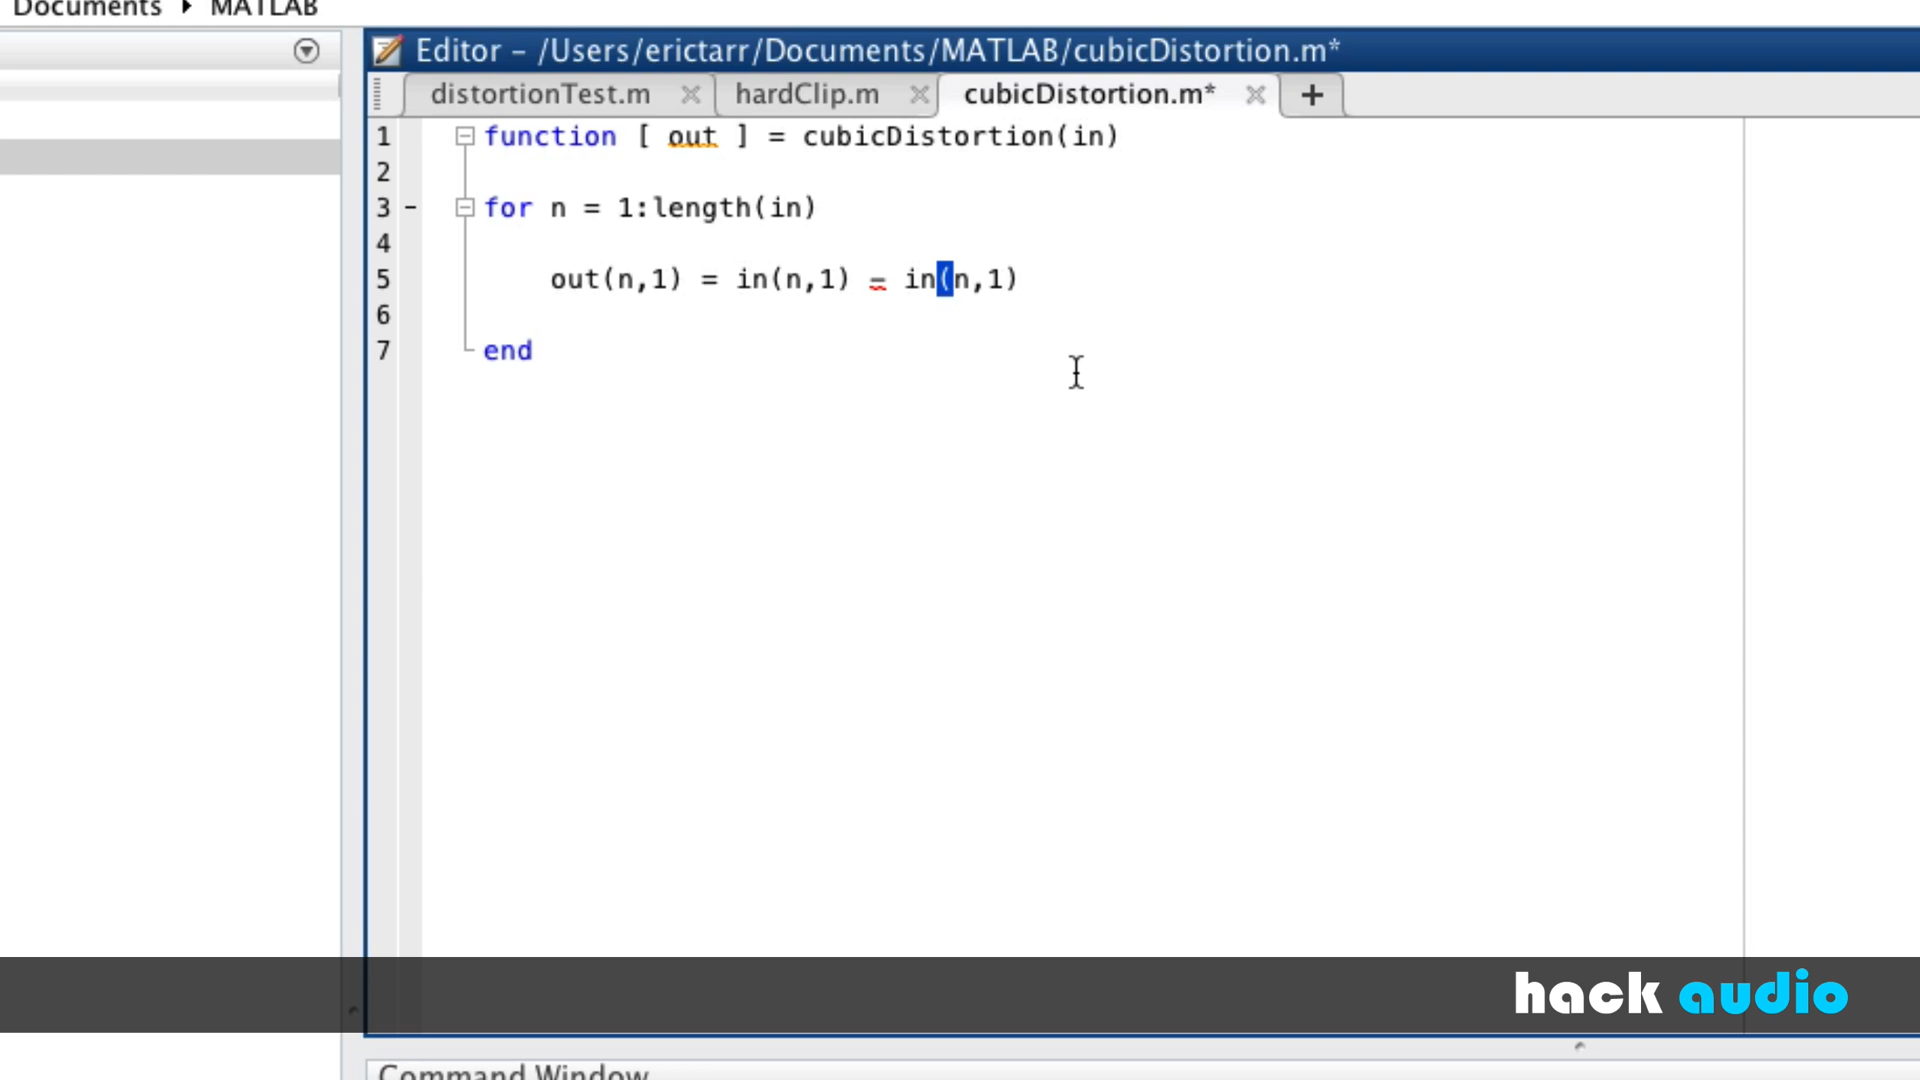 Documents ▸ MATLAB
Editor – /Users/erictarr/Documents/MATLAB/cubicDistortion.m*
distortionTest.m × hardClip.m × cubicDistortion.m* × +
1 function [ out ] = cubicDistortion(in)
2
3 – for n = 1:length(in)
4
5 out(n,1) = in(n,1) = in(n,1)
6
7 end
hack audio
Command Window